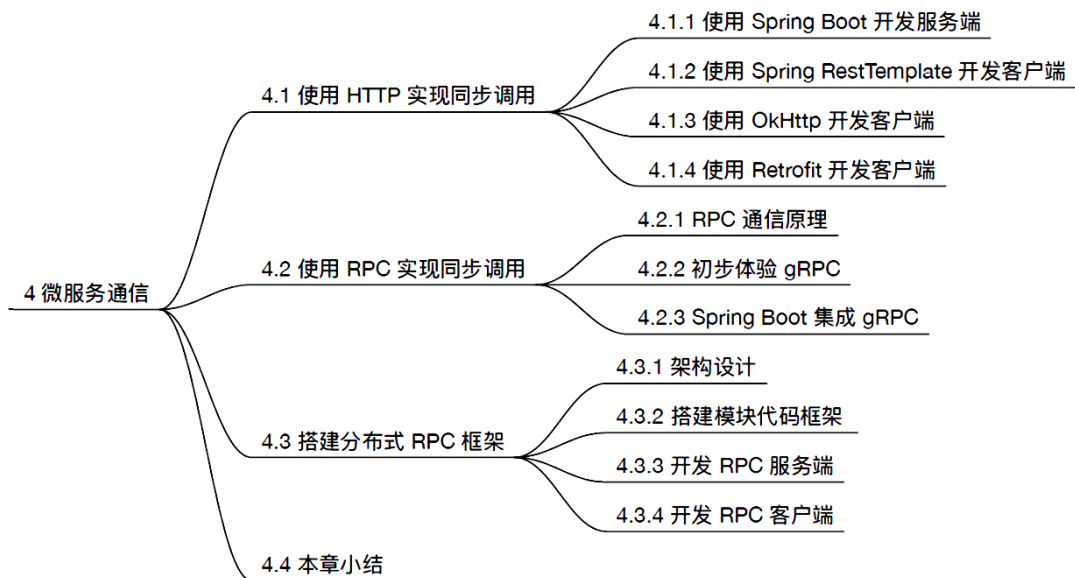 4 微服务通信
4.1 使用 HTTP 实现同步调用
4.1.1 使用 Spring Boot 开发服务端
4.1.2 使用 Spring RestTemplate 开发客户端
4.1.3 使用 OkHttp 开发客户端
4.1.4 使用 Retrofit 开发客户端
4.2 使用 RPC 实现同步调用
4.2.1 RPC 通信原理
4.2.2 初步体验 gRPC
4.2.3 Spring Boot 集成 gRPC
4.3 搭建分布式 RPC 框架
4.3.1 架构设计
4.3.2 搭建模块代码框架
4.3.3 开发 RPC 服务端
4.3.4 开发 RPC 客户端
4.4 本章小结